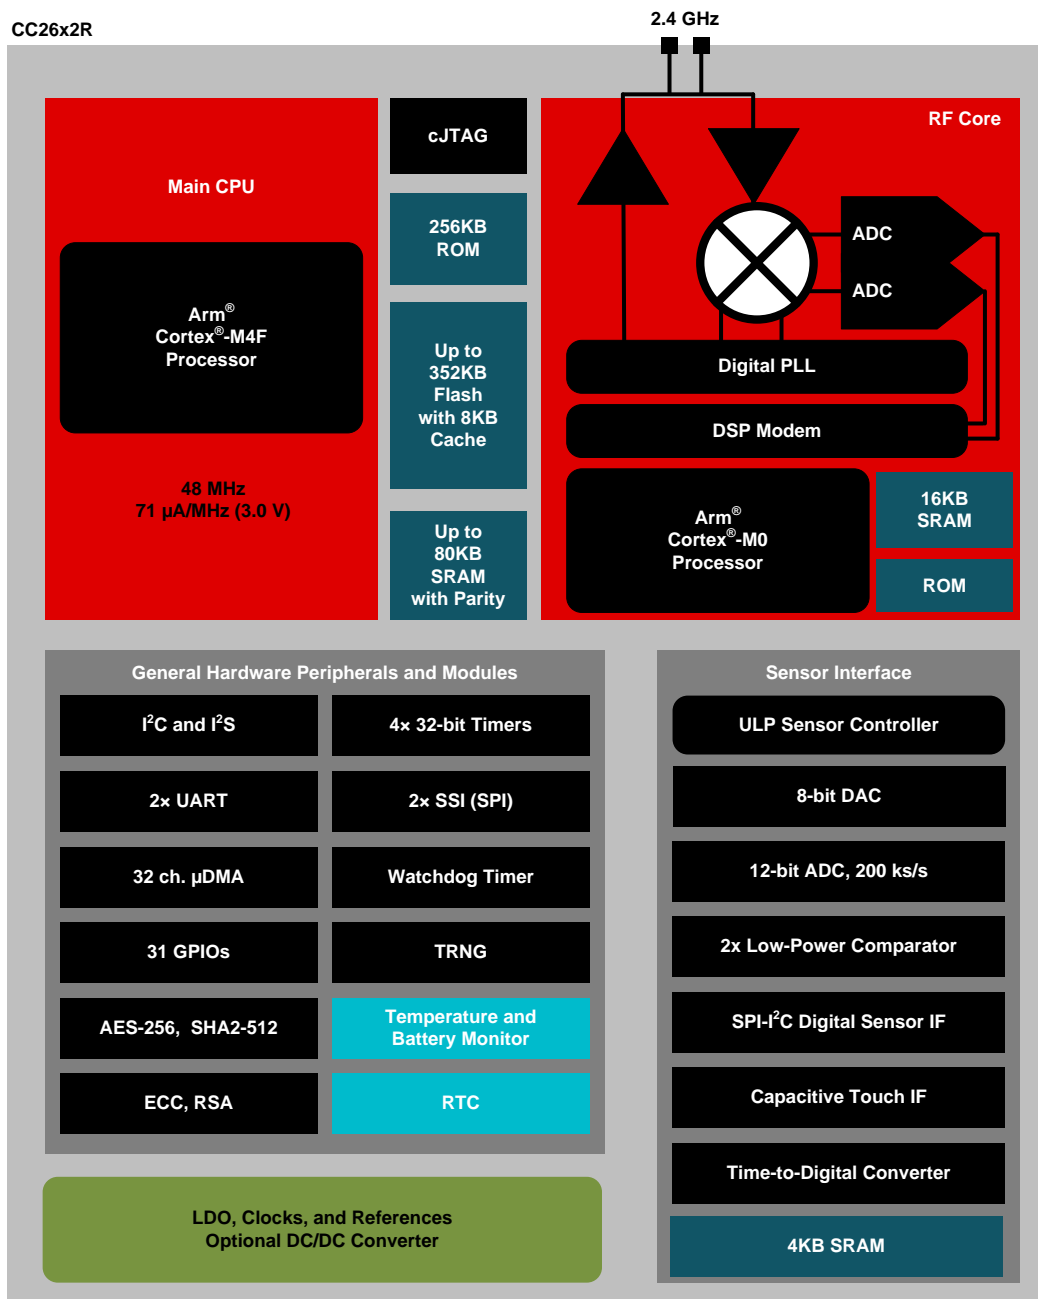 CC26x2R
2.4 GHz
Main CPU
Arm®
Cortex®-M4F
Processor
48 MHz
71 µA/MHz (3.0 V)
cJTAG
256KB
ROM
Up to
352KB
Flash
with 8KB
Cache
Up to
80KB
SRAM
with Parity
RF Core
ADC
ADC
Digital PLL
DSP Modem
Arm®
Cortex®-M0
Processor
16KB
SRAM
ROM
General Hardware Peripherals and Modules
I²C and I²S
4× 32-bit Timers
2× UART
2× SSI (SPI)
32 ch. µDMA
Watchdog Timer
31 GPIOs
TRNG
AES-256, SHA2-512
Temperature and
Battery Monitor
ECC, RSA
RTC
LDO, Clocks, and References
Optional DC/DC Converter
Sensor Interface
ULP Sensor Controller
8-bit DAC
12-bit ADC, 200 ks/s
2x Low-Power Comparator
SPI-I²C Digital Sensor IF
Capacitive Touch IF
Time-to-Digital Converter
4KB SRAM